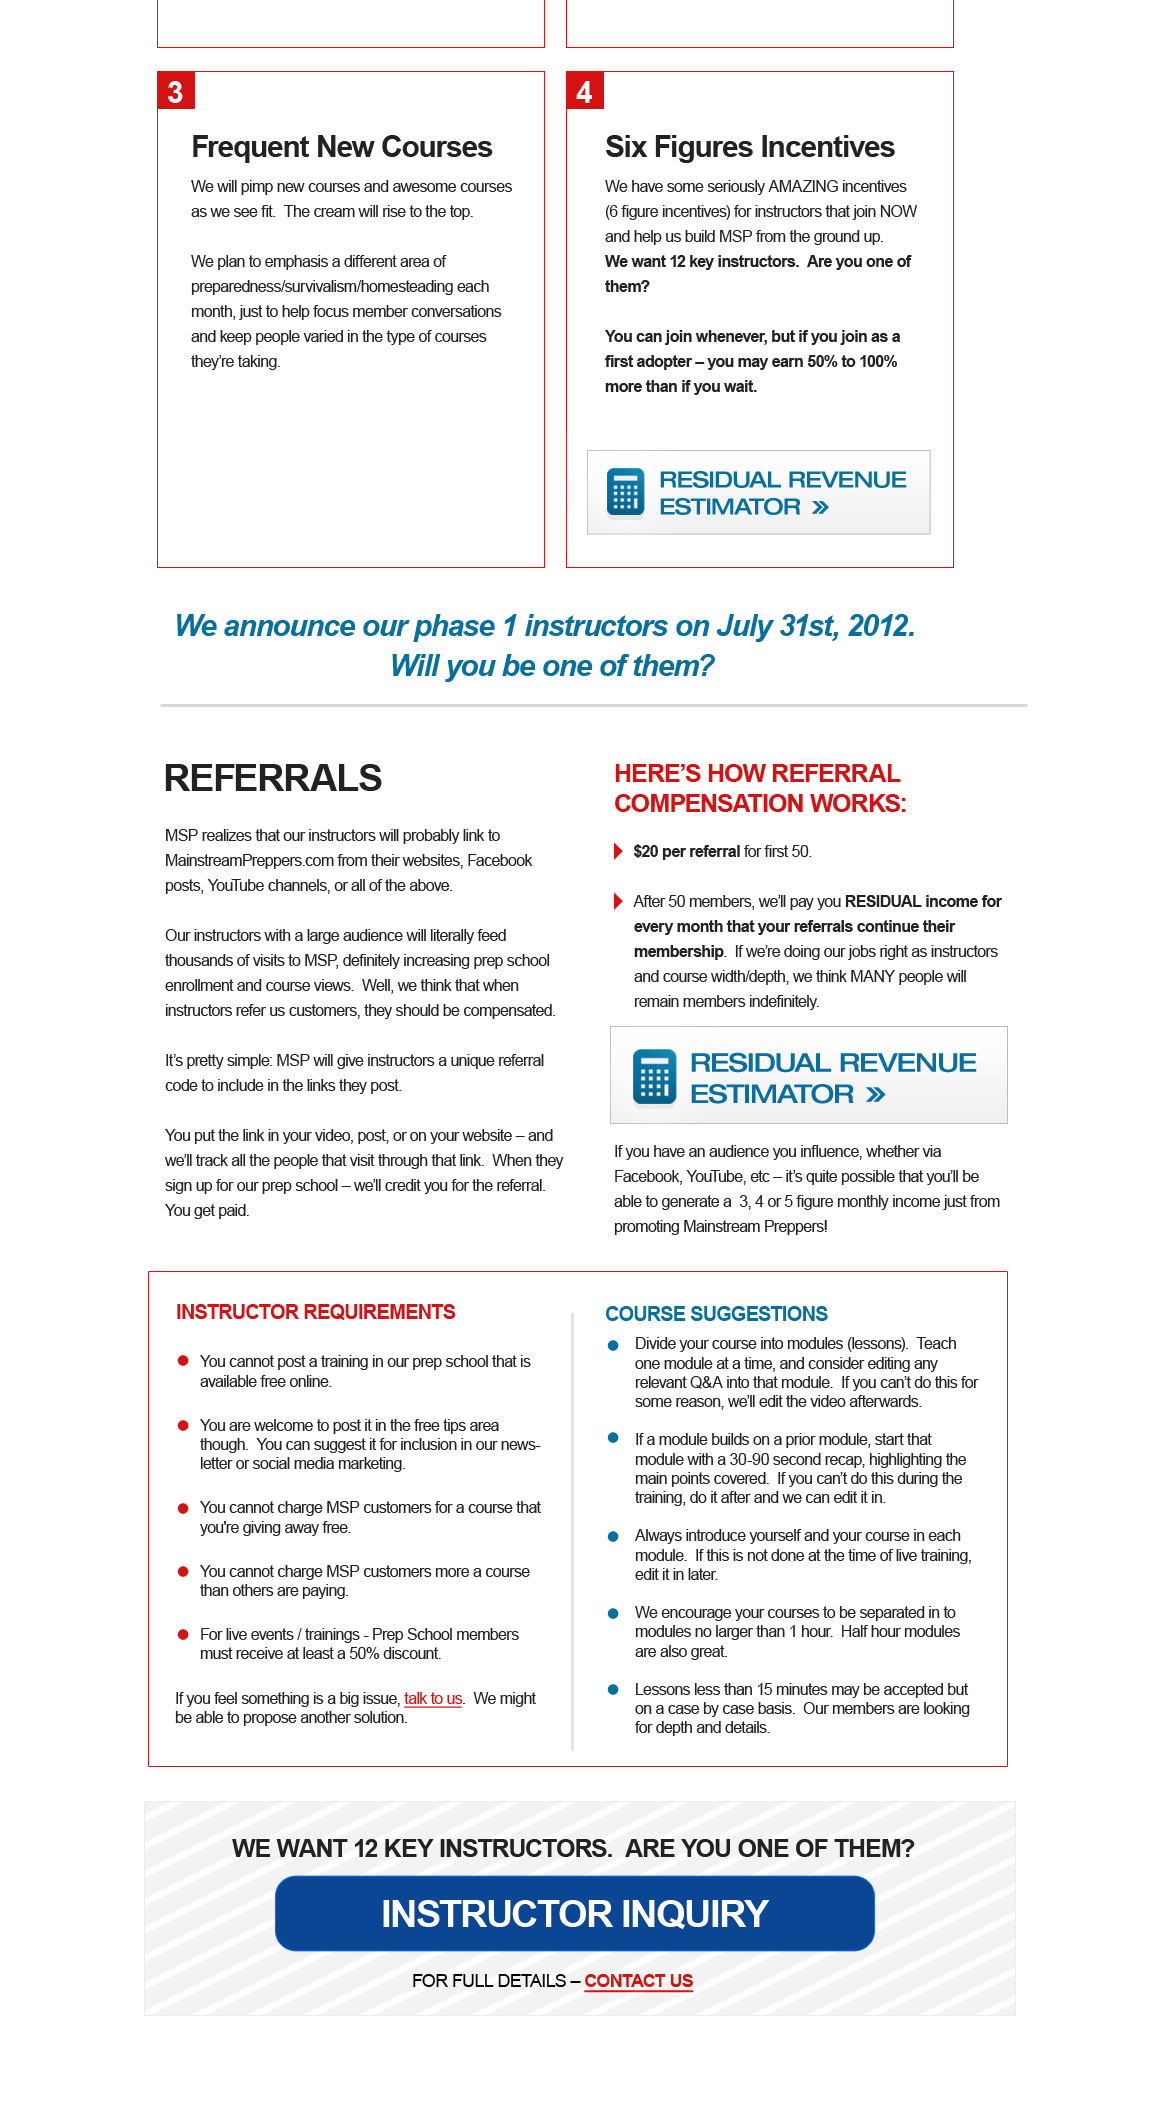 3
Frequent New Courses
We will pimp new courses and awesome courses
as we see fit.  The cream will rise to the top.
We plan to emphasis a different area of
preparedness/survivalism/homesteading each
month, just to help focus member conversations
and keep people varied in the type of courses
they’re taking.
4
Six Figures Incentives
We have some seriously AMAZING incentives
(6 figure incentives) for instructors that join NOW
and help us build MSP from the ground up.
We want 12 key instructors.  Are you one of
them?
You can join whenever, but if you join as a
first adopter – you may earn 50% to 100%
more than if you wait.
RESIDUAL REVENUE
ESTIMATOR »
We announce our phase 1 instructors on July 31st, 2012.
Will you be one of them?
REFERRALS
MSP realizes that our instructors will probably link to
MainstreamPreppers.com from their websites, Facebook
posts, YouTube channels, or all of the above.
Our instructors with a large audience will literally feed
thousands of visits to MSP, definitely increasing prep school
enrollment and course views.  Well, we think that when
instructors refer us customers, they should be compensated.
It’s pretty simple: MSP will give instructors a unique referral
code to include in the links they post.
You put the link in your video, post, or on your website – and
we’ll track all the people that visit through that link.  When they
sign up for our prep school – we’ll credit you for the referral.
You get paid.
HERE’S HOW REFERRAL
COMPENSATION WORKS:
$20 per referral for first 50.
After 50 members, we’ll pay you RESIDUAL income for
every month that your referrals continue their
membership.  If we’re doing our jobs right as instructors
and course width/depth, we think MANY people will
remain members indefinitely.
RESIDUAL REVENUE
ESTIMATOR »
If you have an audience you influence, whether via
Facebook, YouTube, etc – it’s quite possible that you’ll be
able to generate a  3, 4 or 5 figure monthly income just from
promoting Mainstream Preppers!
INSTRUCTOR REQUIREMENTS
You cannot post a training in our prep school that is
available free online.
You are welcome to post it in the free tips area
though.  You can suggest it for inclusion in our news-
letter or social media marketing.
You cannot charge MSP customers for a course that
you're giving away free.
You cannot charge MSP customers more a course
than others are paying.
For live events / trainings - Prep School members
must receive at least a 50% discount.
If you feel something is a big issue, talk to us.  We might
be able to propose another solution.
COURSE SUGGESTIONS
Divide your course into modules (lessons).  Teach
one module at a time, and consider editing any
relevant Q&A into that module.  If you can’t do this for
some reason, we’ll edit the video afterwards.
If a module builds on a prior module, start that
module with a 30-90 second recap, highlighting the
main points covered.  If you can’t do this during the
training, do it after and we can edit it in.
Always introduce yourself and your course in each
module.  If this is not done at the time of live training,
edit it in later.
We encourage your courses to be separated in to
modules no larger than 1 hour.  Half hour modules
are also great.
Lessons less than 15 minutes may be accepted but
on a case by case basis.  Our members are looking
for depth and details.
WE WANT 12 KEY INSTRUCTORS.  ARE YOU ONE OF THEM?
INSTRUCTOR INQUIRY
FOR FULL DETAILS – CONTACT US